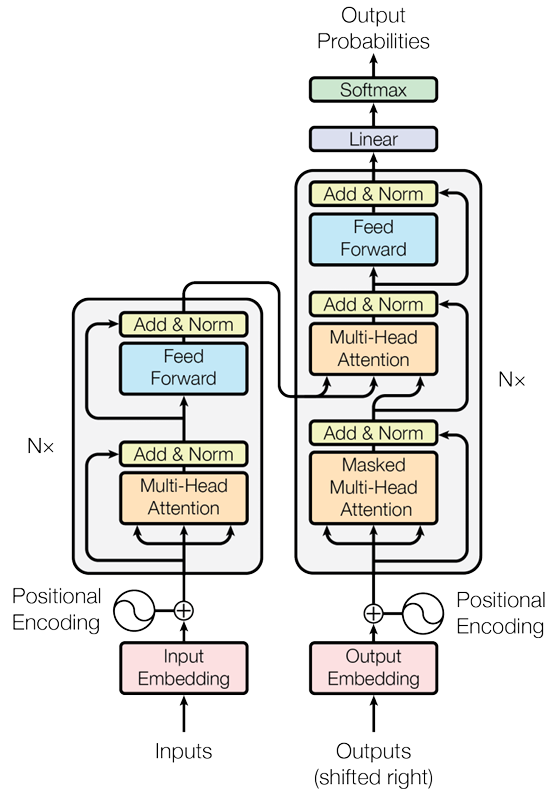 Output
Probabilities
Softmax
Linear
Add & Norm
Feed
Forward
Add & Norm
Multi-Head
Attention
Add & Norm
Masked
Multi-Head
Attention
N×
Add & Norm
Feed
Forward
Add & Norm
Multi-Head
Attention
N×
Positional
Encoding
Positional
Encoding
Input
Embedding
Output
Embedding
Inputs
Outputs
(shifted right)